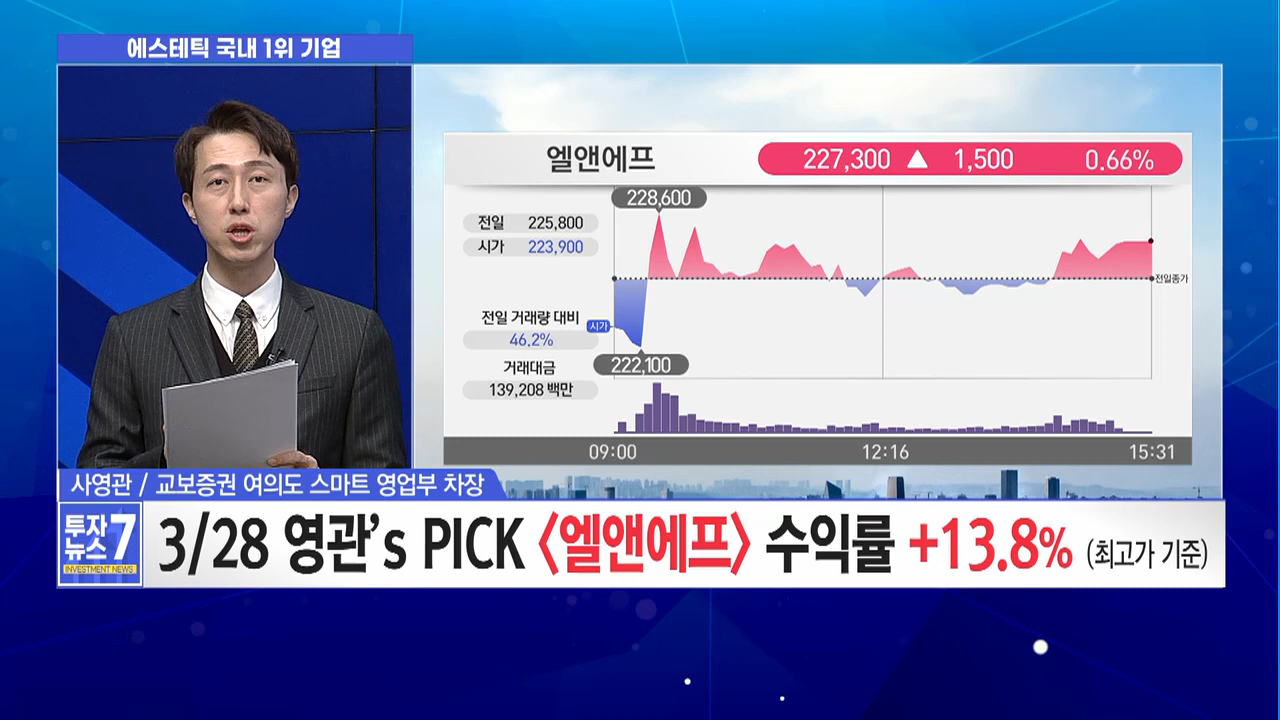 에스테틱 국내 1위 기업
엘앤에프 227,300 ▲ 1,500 0.66%
228,600
전일 225,800
시가 223,900
전일종가
전일 거래량 대비
시가
46.2%
222,100
거래대금
139,208 백만
09:00 12:16 15:31
사영관 / 교보증권 여의도 스마트 영업부 차장
투자
뉴스 7
INVESTMENT NEWS
3/28 영관's PICK <엘앤에프> 수익률 +13.8% (최고가 기준)